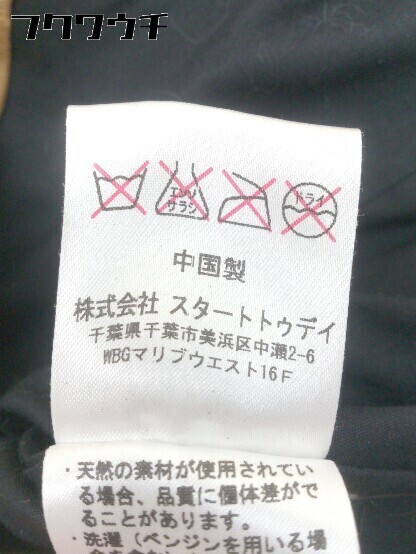 フクワウチ
エンソ
サラシ
ドライ
中国製
株式会社 スタートトゥデイ
千葉県千葉市美浜区中瀬2-6
WBGマリブウエスト16F
・天然の素材が使用されてい
る場合、品質に個体差がで
ることがあります。
・洗濯（ベンジンを用いる場